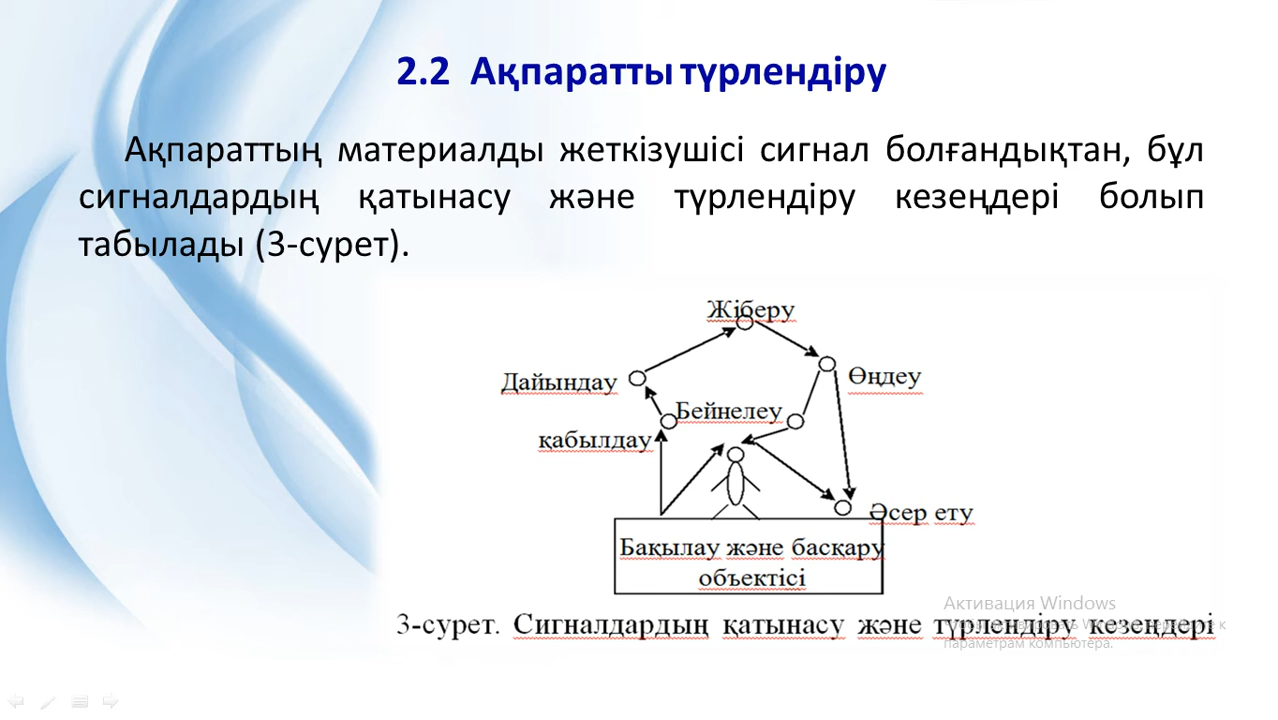 2.2 Ақпаратты түрлендіру
Ақпараттың материалды жеткізушісі сигнал болғандықтан, бұл
сигналдардың қатынасу және түрлендіру кезеңдері болып
табылады (3-сурет).
Жіберу
Дайындау
Өңдеу
Бейнелеу
қабылдау
Әсер ету
Бақылау және басқару
объектісі
Активация Windows
3-сурет. Сигналдардың қатынасу және түрлендіру кезеңдері
параметрам компьютера.